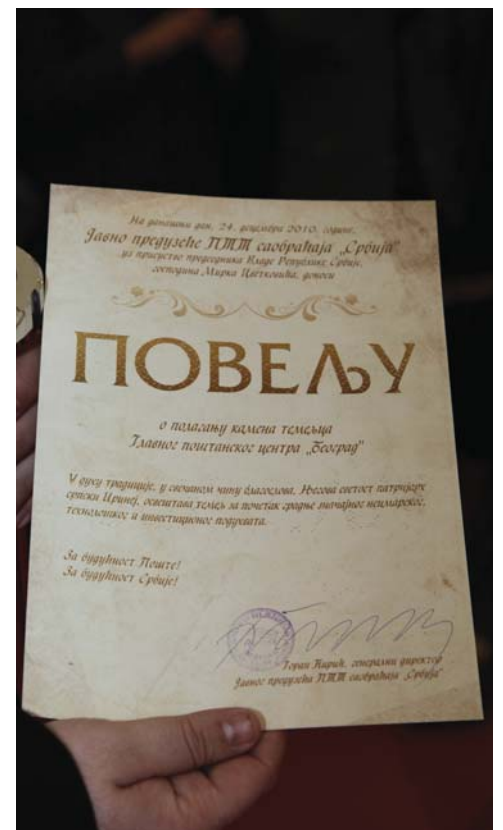 На данашњи дан, 24. децембра 2010. године,
Јавно предузеће ПТТ саобраћаја „Србија“
уз присуство председника Владе Републике Србије,
господина Мирка Цветковића, доноси
ПОВЕЉУ
о полагању камена темељца
Главног поштанског центра „Београд“
У духу традиције, у свечаном чину благослова, Његова светост патријарх
српски Иринеј, освештава темељ за почетак градње значајног неимарског,
технолошког и инвестиционог подухвата.
За будућност Поште!
За будућност Србије!
Горан Ћирић, генерални директор
Јавног предузећа ПТТ саобраћаја „Србија“